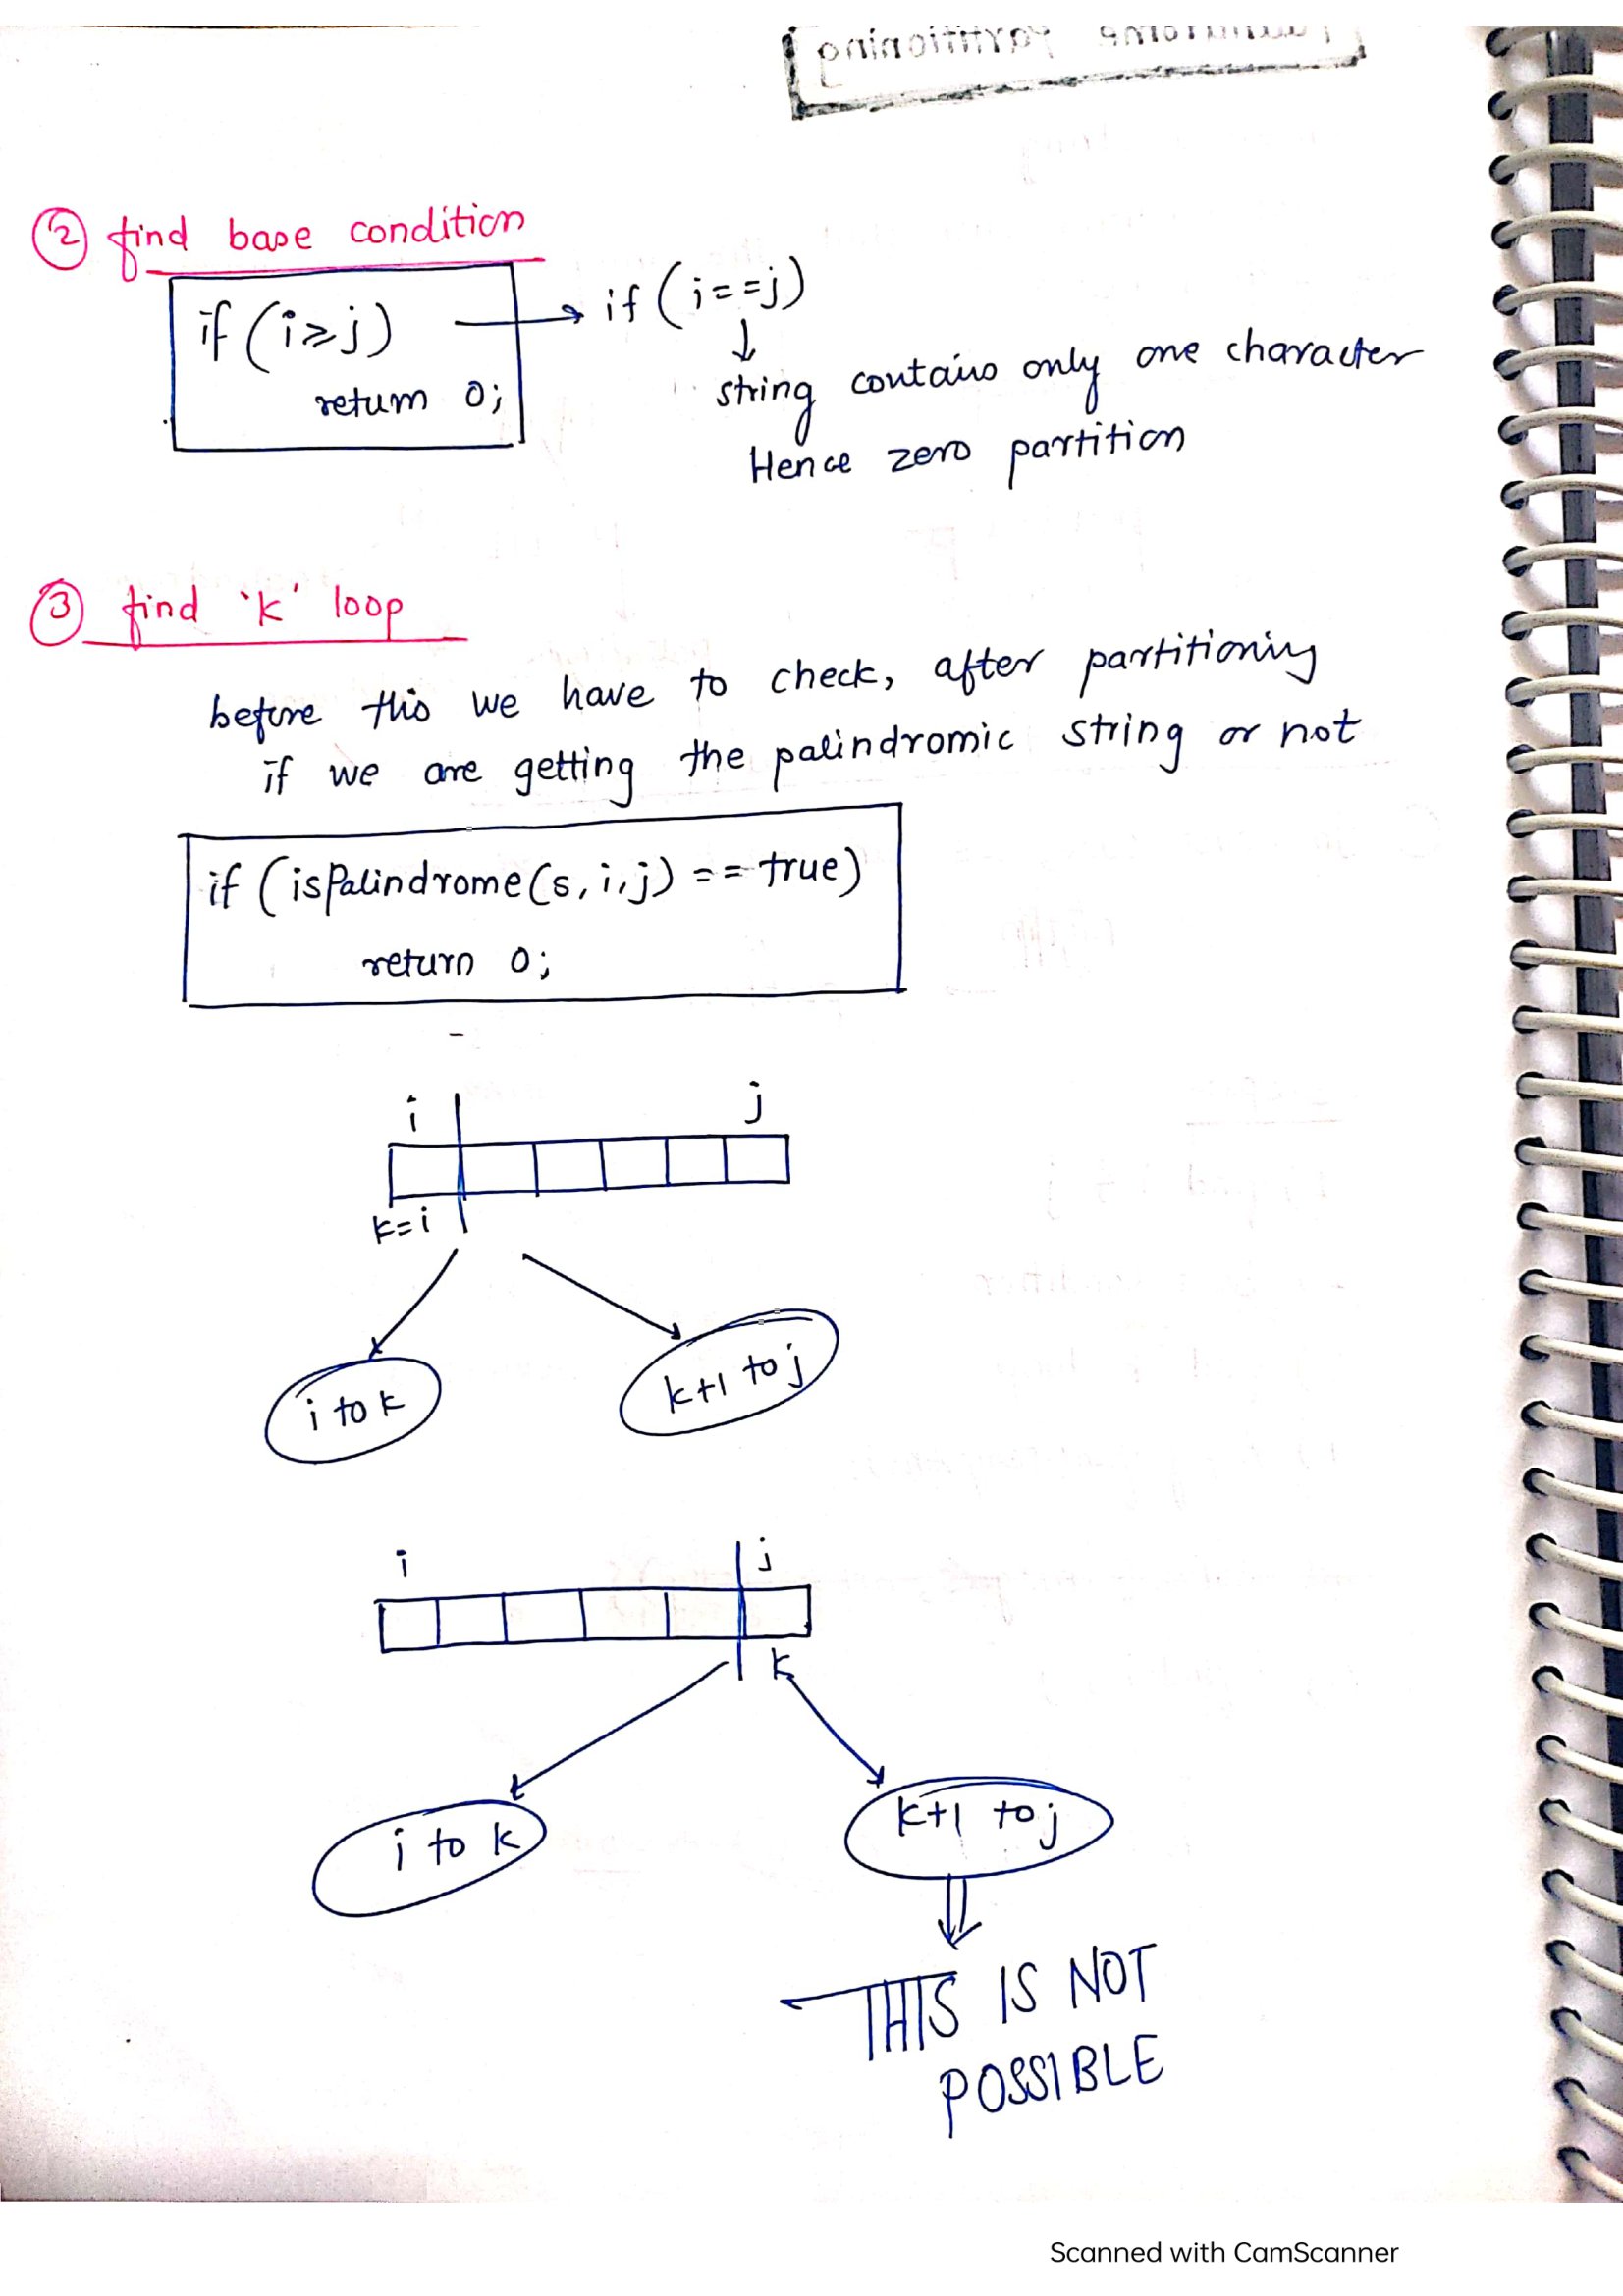 ② find base condition
if (i≥j) → if (i==j)
return 0;
string contains only one character
Hence zero partition
③ find 'k' loop
before this we have to check, after partitioning
if we are getting the palindromic string or not
if (isPalindrome(s, i, j) == true)
return 0;
i j
k=i
i to k k+1 to j
i j
k
i to k k+1 to j
THIS IS NOT
POSSIBLE
Scanned with CamScanner